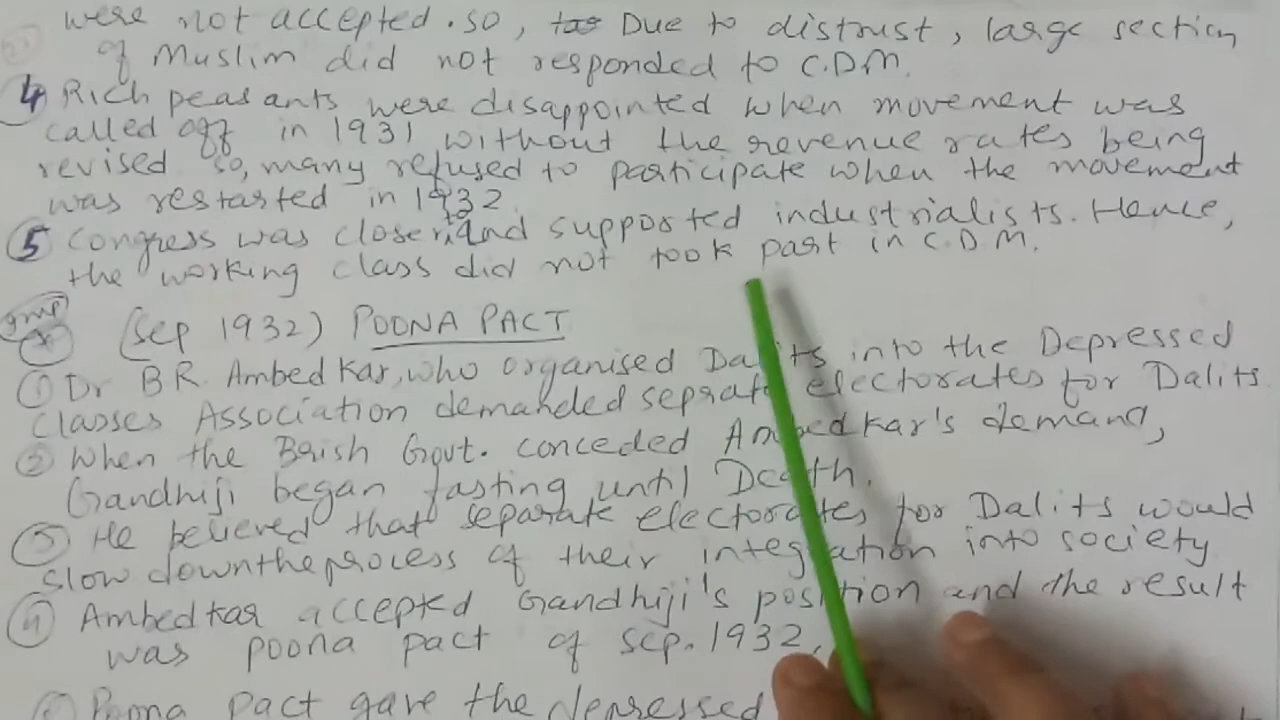 were not accepted. so, Due to distrust, large section
of Muslim did not responded to C.D.M.
4 Rich peasants were disappointed when movement was
called off in 1931 without the revenue rates being
revised so, many refused to participate when the movement
was restarted in 1932
5 Congress was closer and supported industrialists. Hence,
the working class did not took part in C.D.M.
(Sep 1932) POONA PACT
1 Dr B R. Ambedkar, who organised Dalits into the Depressed
Classes Association demanded seprate electorates for Dalits
2 When the Briish Govt. conceded Ambedkar's demand,
Gandhiji began fasting until Death.
3 He believed that separate electorates for Dalits would
slow down the process of their integration into society
4 Ambedkar accepted Gandhiji's position and the result
was poona pact of sep. 1932.
Poona pact gave the depressed